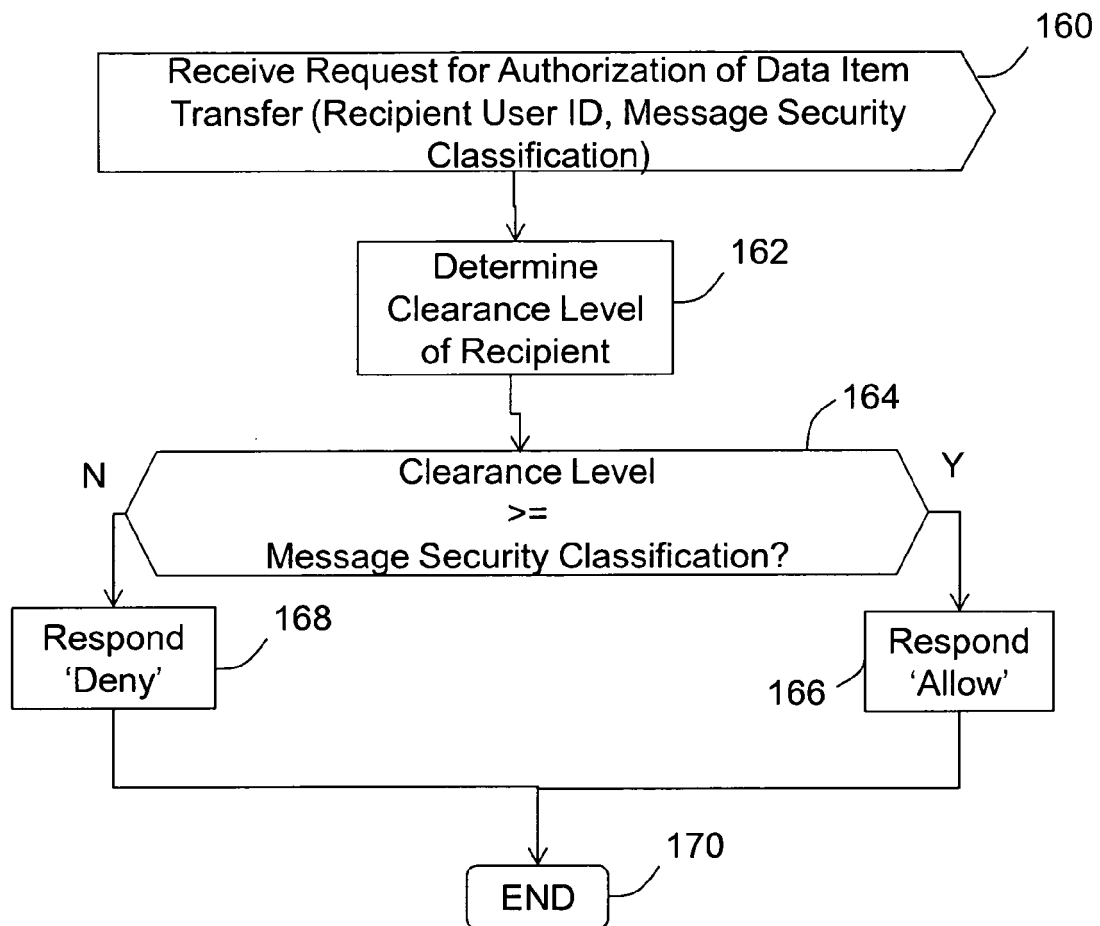 160
Receive Request for Authorization of Data Item
Transfer (Recipient User ID, Message Security
Classification)
162
Determine
Clearance Level
of Recipient
164
N
Y
Clearance Level
>=
Message Security Classification?
Respond
‘Deny’
168
166
Respond
‘Allow’
170
END